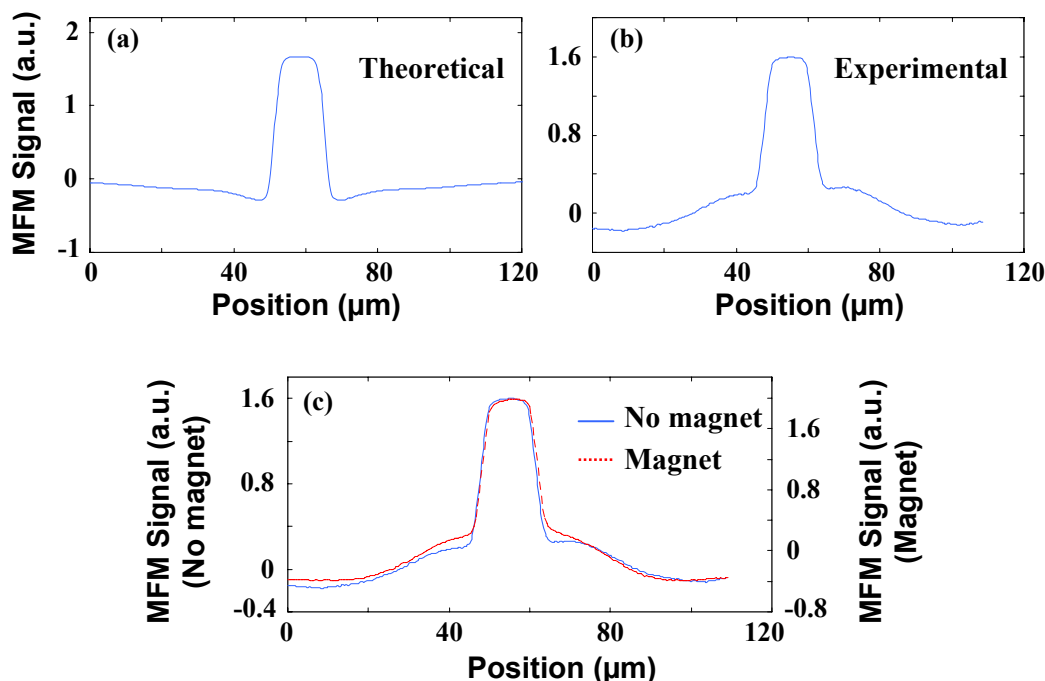 (a)
Theoretical
MFM Signal (a.u.)
2
1
0
-1
0
40
80
120
Position (µm)
(b)
Experimental
1.6
0.8
0
0
40
80
120
Position (µm)
(c)
No magnet
Magnet
MFM Signal (a.u.)
(No magnet)
1.6
0.8
0
-0.4
0
40
80
120
Position (µm)
1.6
0.8
0
-0.8
MFM Signal (a.u.)
(Magnet)